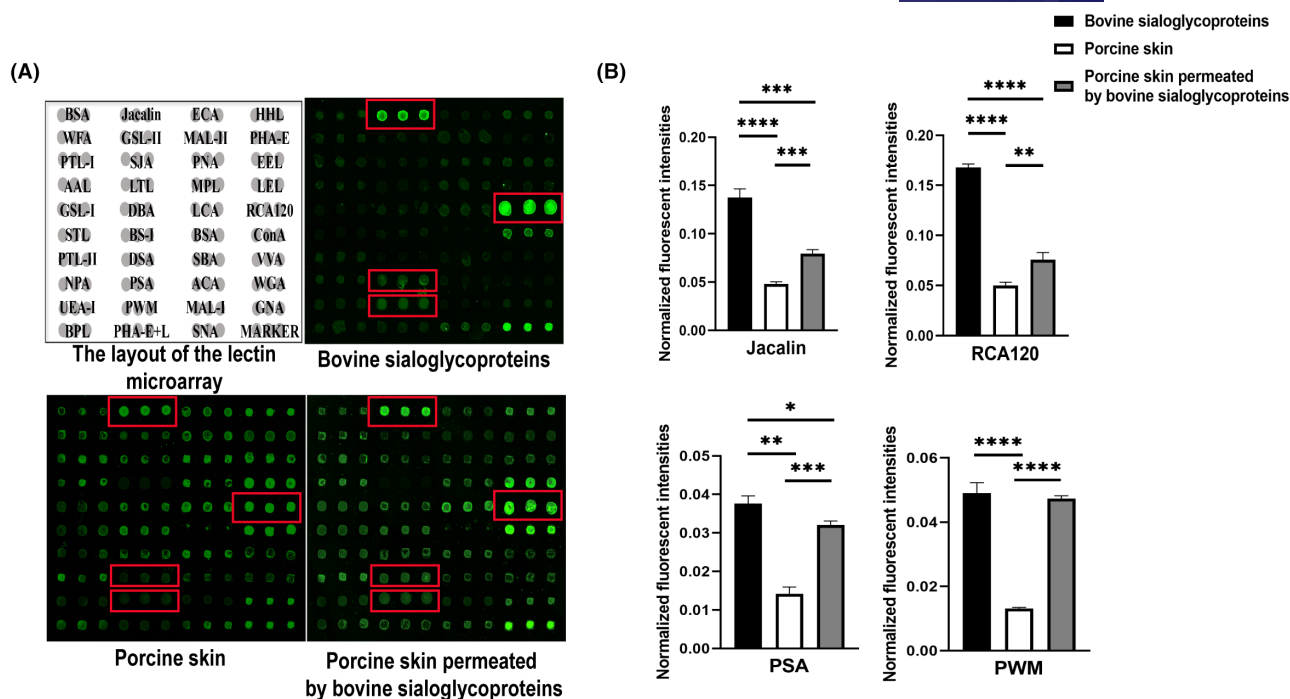 Bovine sialoglycoproteins
Porcine skin
Porcine skin permeated
by bovine sialoglycoproteins
(A)
BSA Jacalin ECA HHL
WFA GSL-II MAL-II PHA-E
PTL-I SJA PNA EEL
AAL LTL MPL LEL
GSL-I DBA LCA RCA120
STL BS-I BSA ConA
PTL-II DSA SBA VVA
NPA PSA ACA WGA
UEA-I PWM MAL-I GNA
BPL PHA-E+L SNA MARKER
The layout of the lectin
microarray
Bovine sialoglycoproteins
Porcine skin
Porcine skin permeated
by bovine sialoglycoproteins
(B)
Normalized fluorescent intensities
0.20
0.15
0.10
0.05
0.00
***
****
***
Jacalin
Normalized fluorescent intensities
0.20
0.15
0.10
0.05
0.00
****
****
**
RCA120
Normalized fluorescent intensities
0.05
0.04
0.03
0.02
0.01
0.00
*
**
***
PSA
Normalized fluorescent intensities
0.06
0.04
0.02
0.00
****
****
PWM